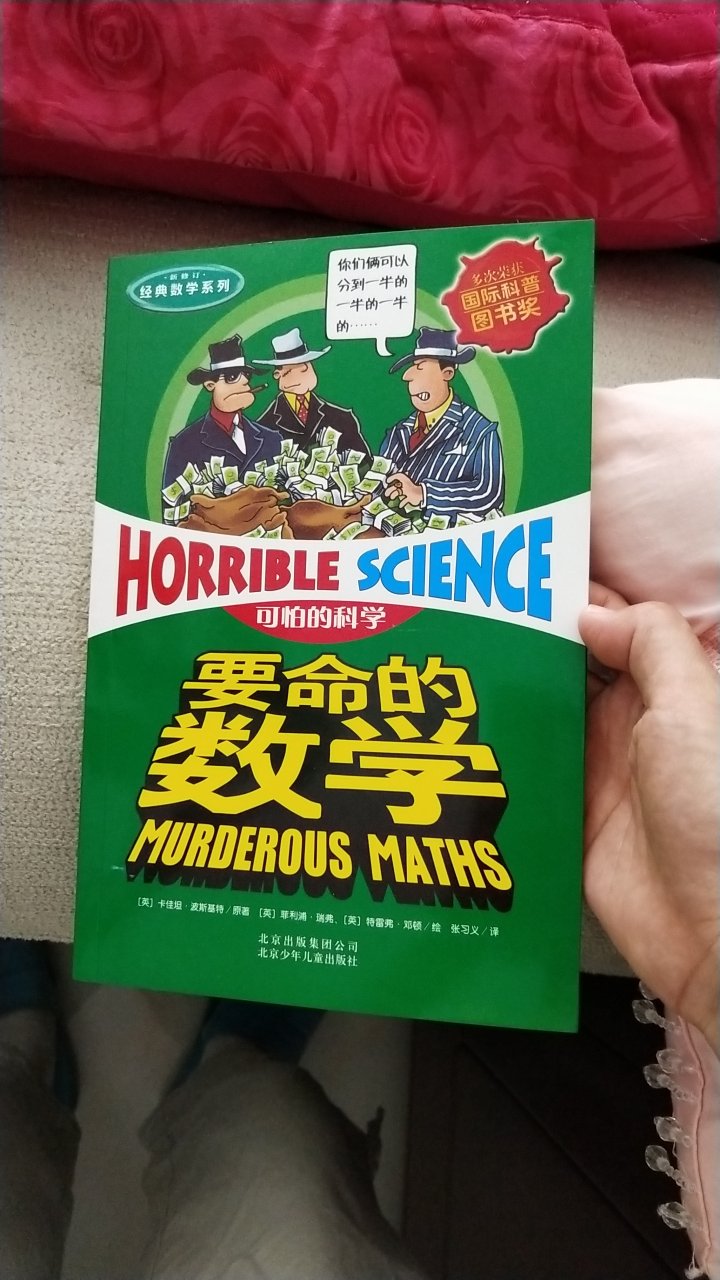 ·新修订·
经典数学系列
你们俩可以
分到一半的
一半的一半
的……
多次荣获
国际科普
图书奖
HORRIBLE SCIENCE
可怕的科学
要命的
数学
MURDEROUS MATHS
[英] 卡佳坦·波斯基特/原著 [英] 菲利浦·瑞弗、[英] 特雷弗·邓顿/绘 张习义/译
北京出版集团公司
北京少年儿童出版社